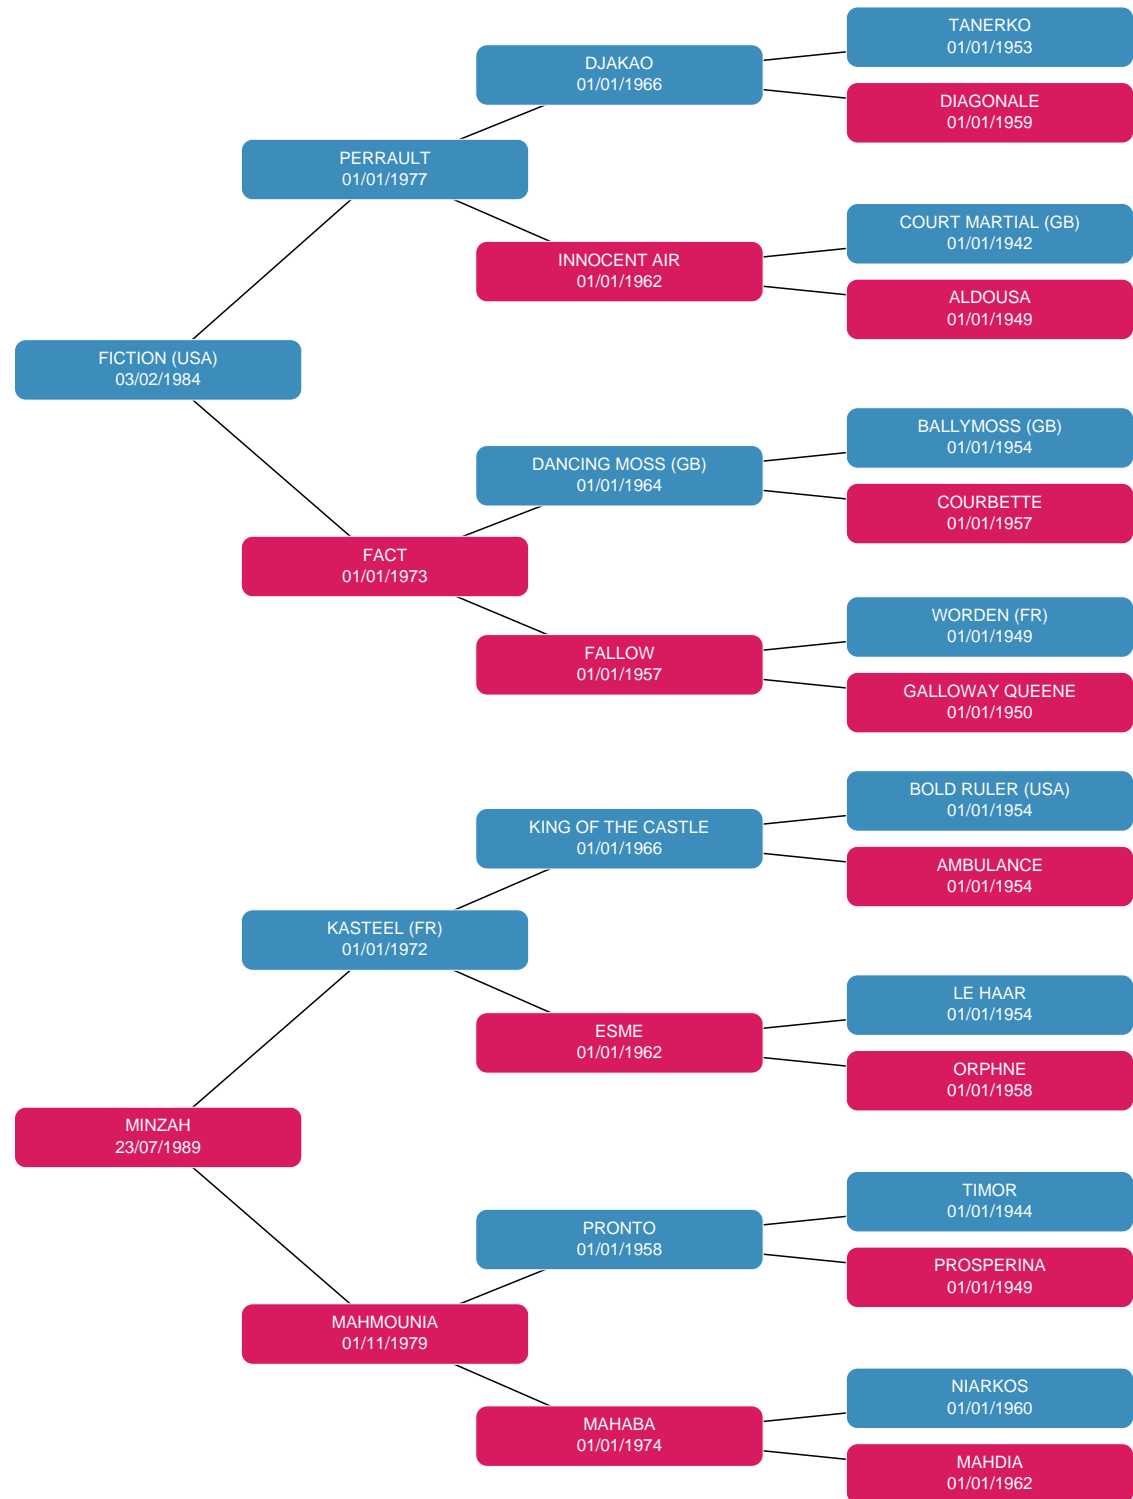 TANERKO
01/01/1953
DJAKAO
01/01/1966
DIAGONALE
01/01/1959
PERRAULT
01/01/1977
COURT MARTIAL (GB)
01/01/1942
INNOCENT AIR
01/01/1962
ALDOUSA
01/01/1949
FICTION (USA)
03/02/1984
BALLYMOSS (GB)
01/01/1954
DANCING MOSS (GB)
01/01/1964
COURBETTE
01/01/1957
FACT
01/01/1973
WORDEN (FR)
01/01/1949
FALLOW
01/01/1957
GALLOWAY QUEENE
01/01/1950
BOLD RULER (USA)
01/01/1954
KING OF THE CASTLE
01/01/1966
AMBULANCE
01/01/1954
KASTEEL (FR)
01/01/1972
LE HAAR
01/01/1954
ESME
01/01/1962
ORPHNE
01/01/1958
MINZAH
23/07/1989
TIMOR
01/01/1944
PRONTO
01/01/1958
PROSPERINA
01/01/1949
MAHMOUNIA
01/11/1979
NIARKOS
01/01/1960
MAHABA
01/01/1974
MAHDIA
01/01/1962